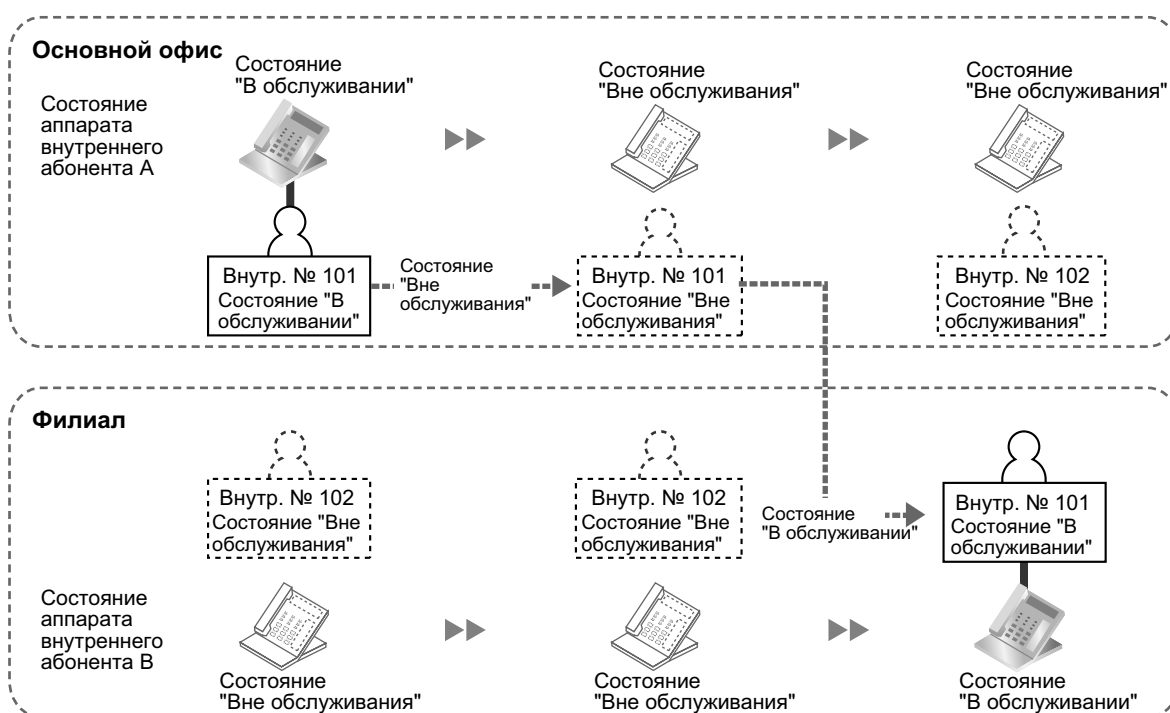 Основной офис
Состояние
"В обслуживании"
Состояние
"Вне обслуживания"
Состояние
"Вне обслуживания"
Состояние
аппарата
внутреннего
абонента A
Внутр. № 101
Состояние "В
обслуживании"
Состояние
"Вне
обслуживания"
Внутр. № 101
Состояние "Вне
обслуживания"
Внутр. № 102
Состояние "Вне
обслуживания"
Филиал
Внутр. № 102
Состояние "Вне
обслуживания"
Внутр. № 102
Состояние "Вне
обслуживания"
Состояние
"В обслуживании"
Внутр. № 101
Состояние "В
обслуживании"
Состояние
аппарата
внутреннего
абонента B
Состояние
"Вне обслуживания"
Состояние
"Вне обслуживания"
Состояние
"В обслуживании"